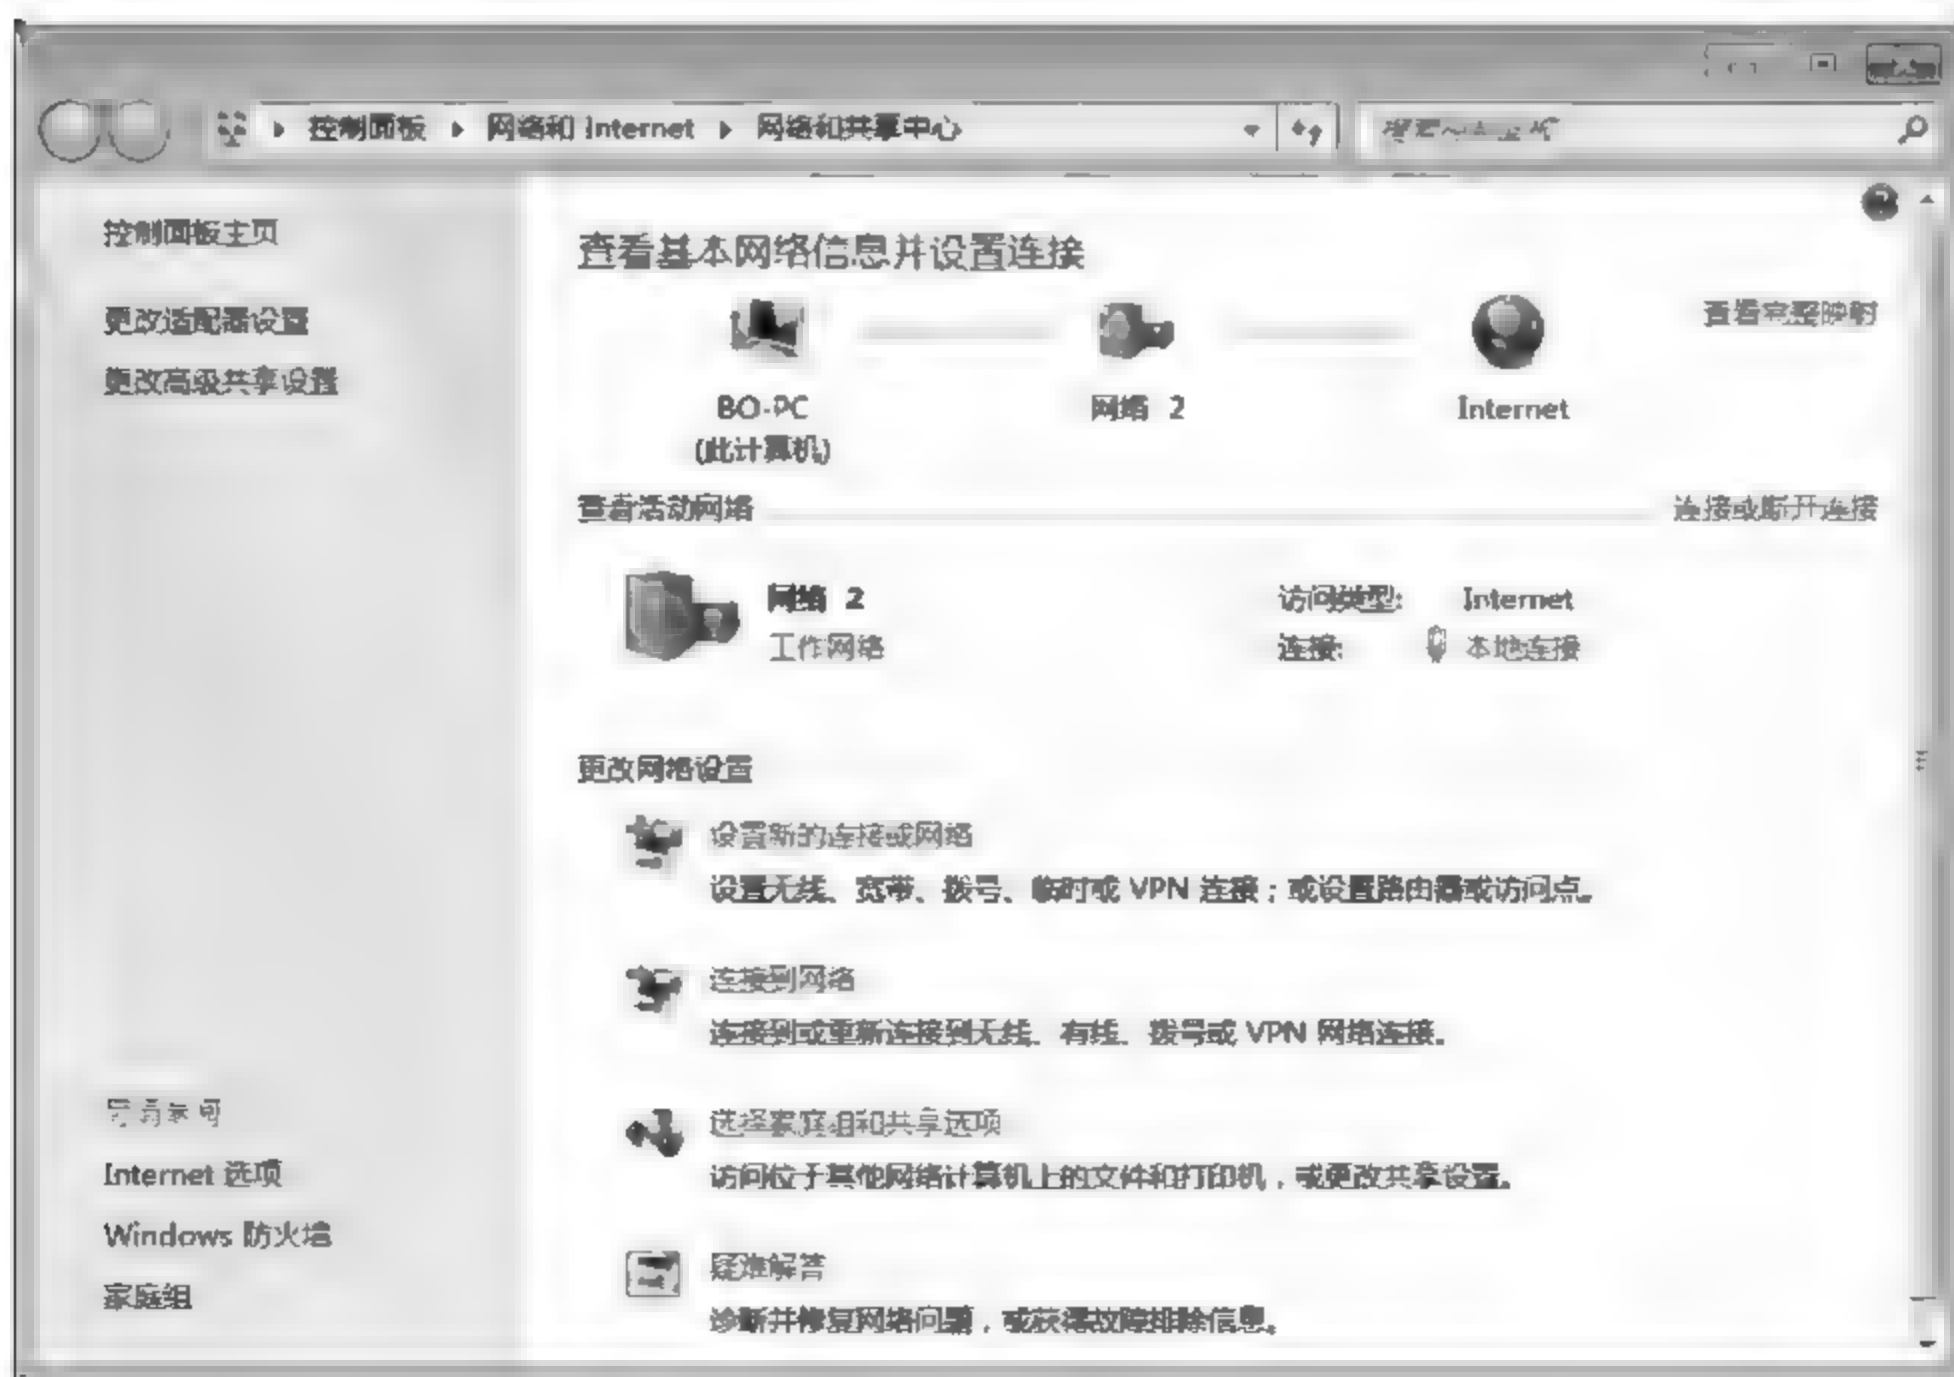 控制面板 ▸ 网络和 Internet ▸ 网络和共享中心
控制面板主页
更改适配器设置
更改高级共享设置
查看基本网络信息并设置连接
查看完整映射
BO-PC
(此计算机)
网络 2
Internet
查看活动网络
连接或断开连接
网络 2
工作网络
访问类型: Internet
连接: 本地连接
更改网络设置
设置新的连接或网络
设置无线、宽带、拨号、临时或 VPN 连接；或设置路由器或访问点。
连接到网络
连接到或重新连接到无线、有线、拨号或 VPN 网络连接。
选择家庭组和共享选项
访问位于其他网络计算机上的文件和打印机，或更改共享设置。
疑难解答
诊断并修复网络问题，或获得故障排除信息。
Internet 选项
Windows 防火墙
家庭组